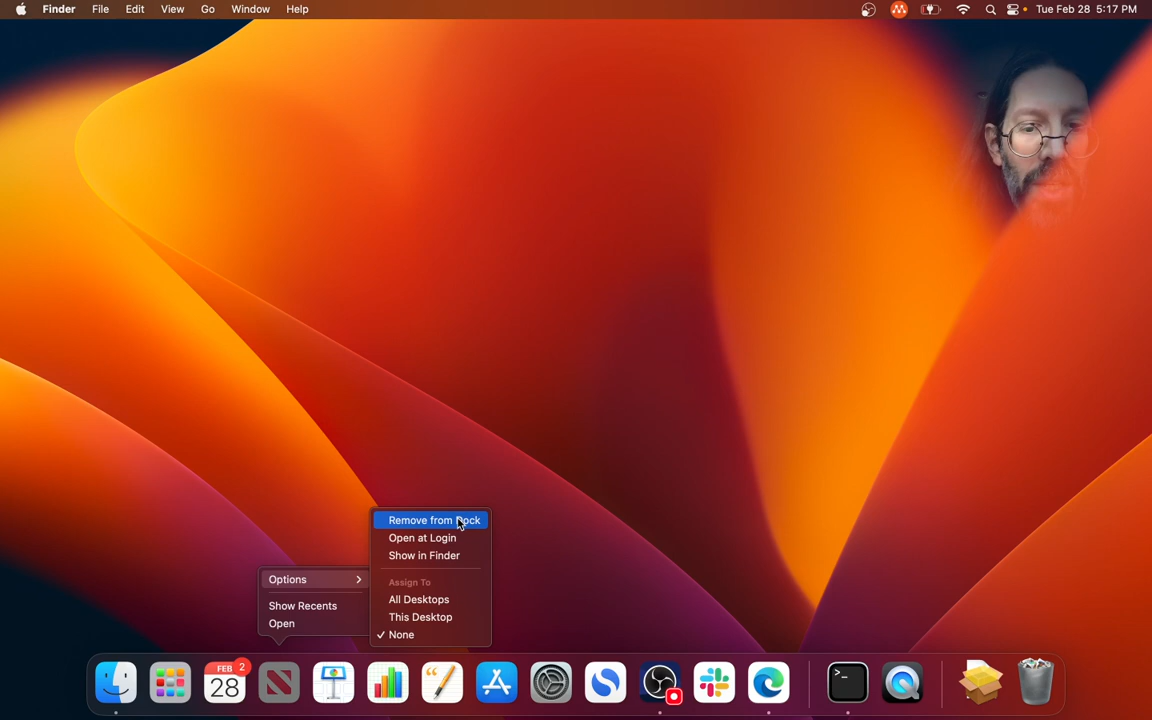 Finder File Edit View Go Window Help Tue Feb 28 5:17 PM
Remove from Dock
Open at Login
Show in Finder
Assign To
All Desktops
This Desktop
✓ None
Options
Show Recents
Open
FEB 2
28
>_